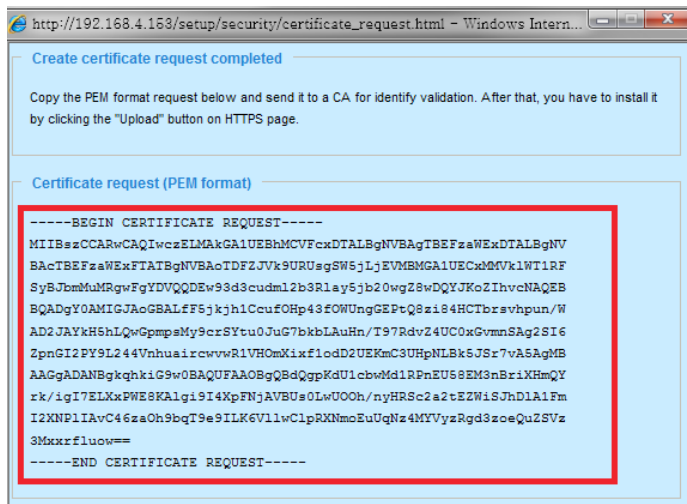 http://192.168.4.153/setup/security/certificate_request.html - Windows Intern...
Create certificate request completed
Copy the PEM format request below and send it to a CA for identify validation. After that, you have to install it
by clicking the "Upload" button on HTTPS page.
Certificate request (PEM format)
-----BEGIN CERTIFICATE REQUEST-----
MIIBszCCARwCAQIwczELMAkGA1UEBhMCVFcxDTALBgNVBAgTBEFzaWExDTALBgNV
BAcTBEFzaWExFTATBgNVBAoTDFZJVk9URUsgSW5jLjEVMBMGA1UECxMMVklWT1RF
SyBJbmMuMRgwFgYDVQQDEw93d3cudml2b3Rlay5jb20wgZ8wDQYJKoZIhvcNAQEB
BQADgY0AMIGJAoGBALfF5jkjh1CcufOHp43fOWUngGEPtQ8zi84HCTbrsvhpun/W
AD2JAYkH5hLQwGpmpsMy9crSYtu0JuG7bkbLAuHn/T97RdvZ4UC0xGvmnSAg2SI6
ZpnGI2PY9L244VnhuaircwvwR1VHOmXixf1odD2UEKmC3UHpNLBk5JSr7vA5AgMB
AAGgADANBgkqhkiG9w0BAQUFAAOBgQBdQgpKdU1cbwMd1RPnEU58EM3nBriXHmQY
rk/igI7ELXxPWE8KAlgi9I4XpFNjAVBUs0LwUOOh/nyHRSc2a2tEZWiSJhDlA1Fm
I2XNPlIAvC46zaOh9bqT9e9ILK6VllwClpRXNmoEuUqNz4MYVyzRgd3zoeQuZSVz
3Mxxrfluow==
-----END CERTIFICATE REQUEST-----